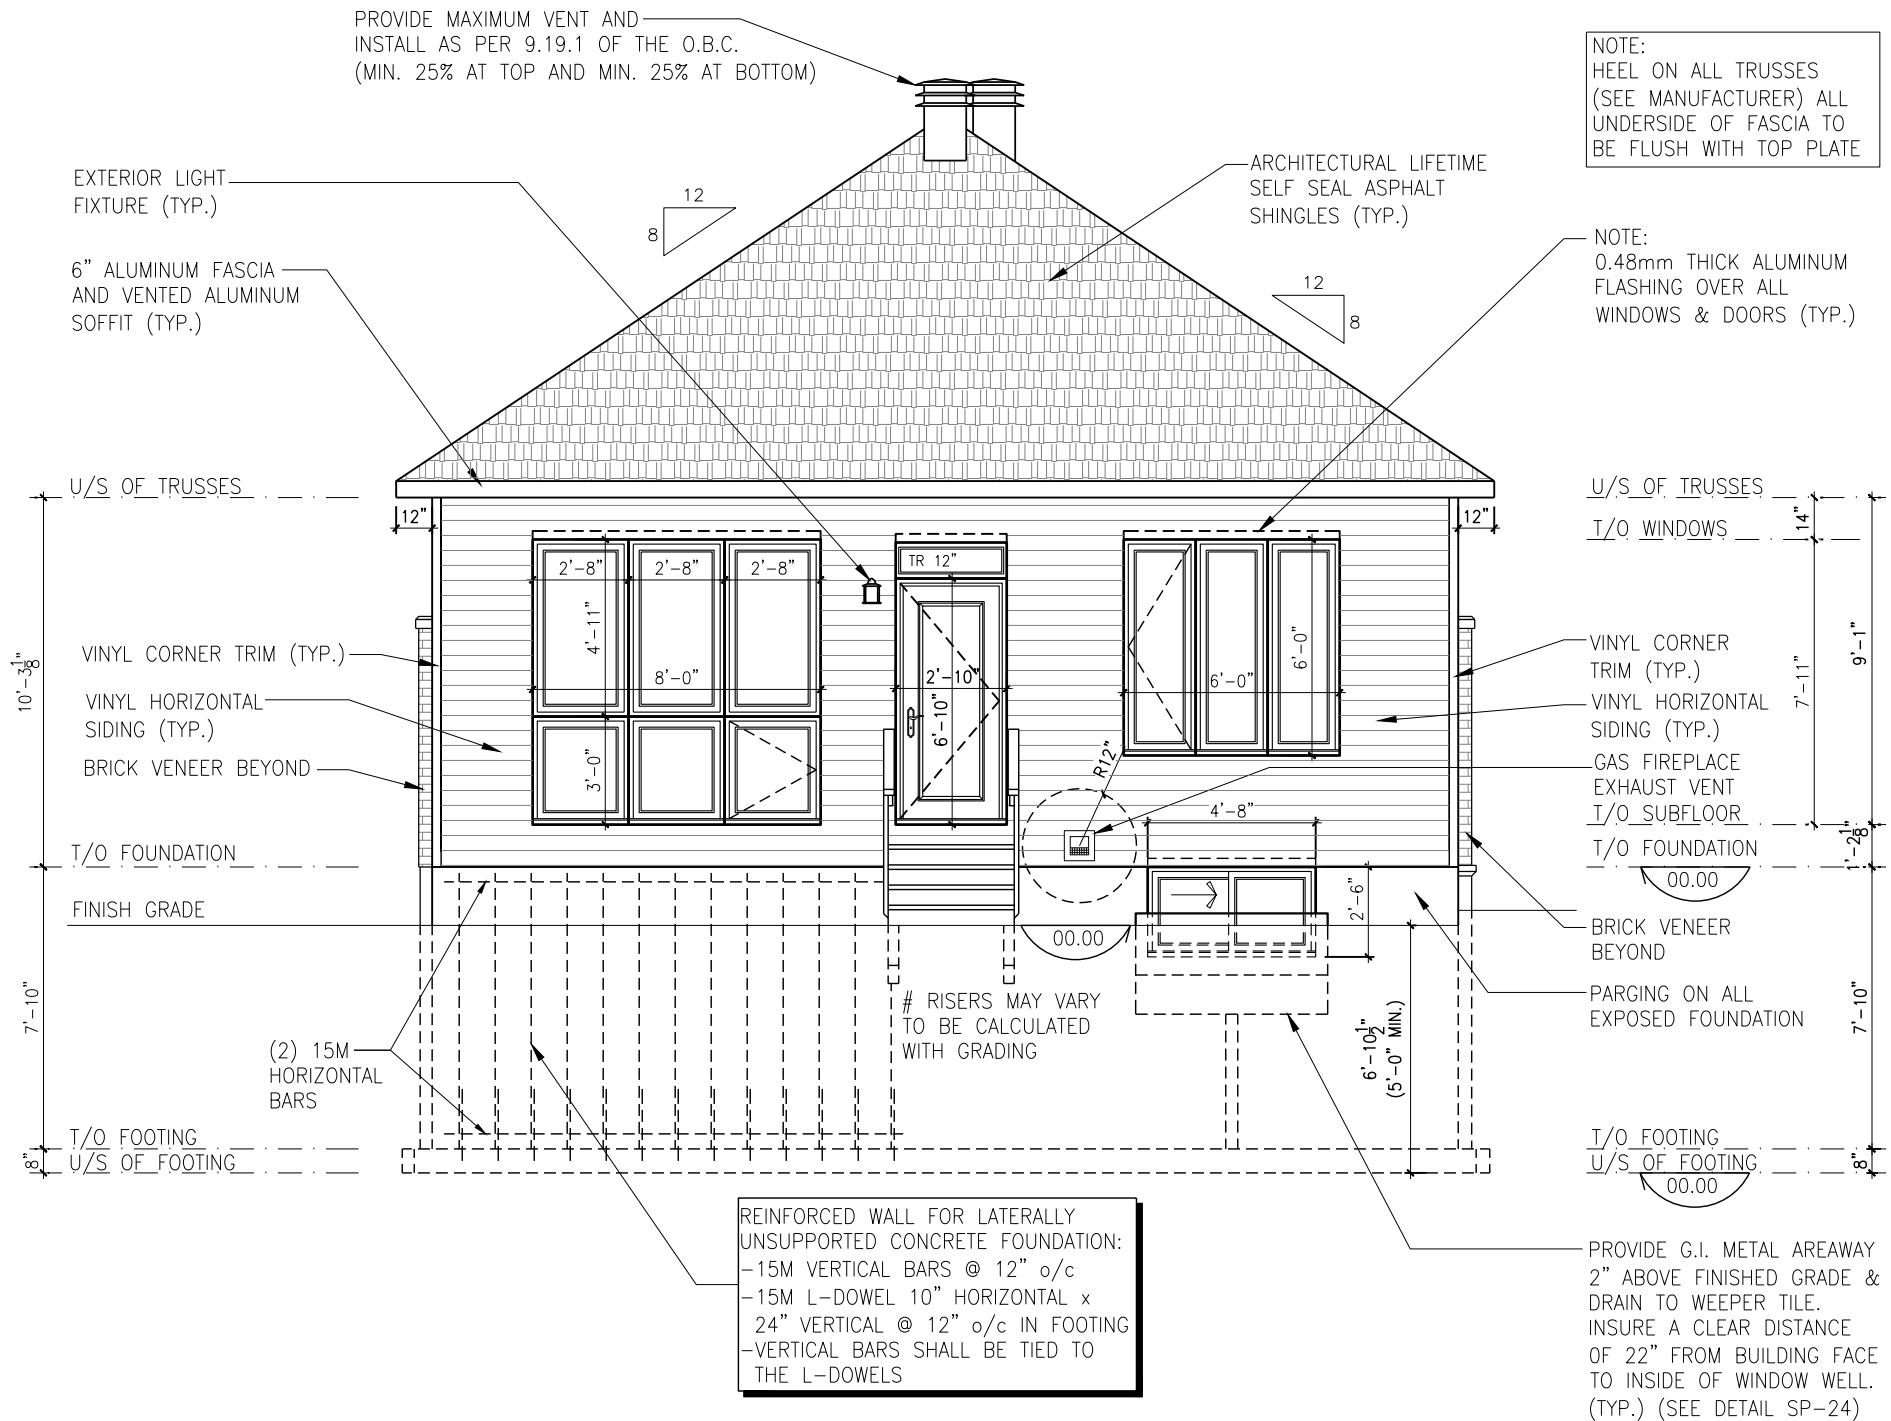 PROVIDE MAXIMUM VENT AND
INSTALL AS PER 9.19.1 OF THE O.B.C.
(MIN. 25% AT TOP AND MIN. 25% AT BOTTOM)
NOTE:
HEEL ON ALL TRUSSES
(SEE MANUFACTURER) ALL
UNDERSIDE OF FASCIA TO
BE FLUSH WITH TOP PLATE
EXTERIOR LIGHT
FIXTURE (TYP.)
12
8
ARCHITECTURAL LIFETIME
SELF SEAL ASPHALT
SHINGLES (TYP.)
6" ALUMINUM FASCIA
AND VENTED ALUMINUM
SOFFIT (TYP.)
12
8
NOTE:
0.48mm THICK ALUMINUM
FLASHING OVER ALL
WINDOWS & DOORS (TYP.)
U/S OF TRUSSES
12"
12"
U/S OF TRUSSES
14"
T/O WINDOWS
TR 12"
2'-8"
2'-8"
2'-8"
4'-11"
8'-0"
3'-0"
2'-10"
6'-10"
6'-0"
6'-0"
R12"
4'-8"
2'-6"
10'-3 1/8"
VINYL CORNER TRIM (TYP.)
VINYL HORIZONTAL
SIDING (TYP.)
BRICK VENEER BEYOND
T/O FOUNDATION
FINISH GRADE
VINYL CORNER
TRIM (TYP.)
VINYL HORIZONTAL
SIDING (TYP.)
GAS FIREPLACE
EXHAUST VENT
T/O SUBFLOOR
T/O FOUNDATION
00.00
7'-11"
9'-1"
1'-2 1/8"
00.00
BRICK VENEER
BEYOND
PARGING ON ALL
EXPOSED FOUNDATION
# RISERS MAY VARY
TO BE CALCULATED
WITH GRADING
6'-10 1/2"
(5'-0" MIN.)
7'-10"
7'-10"
(2) 15M
HORIZONTAL
BARS
T/O FOOTING
U/S OF FOOTING
8"
T/O FOOTING
U/S OF FOOTING
8"
00.00
REINFORCED WALL FOR LATERALLY
UNSUPPORTED CONCRETE FOUNDATION:
-15M VERTICAL BARS @ 12" o/c
-15M L-DOWEL 10" HORIZONTAL x
24" VERTICAL @ 12" o/c IN FOOTING
-VERTICAL BARS SHALL BE TIED TO
THE L-DOWELS
PROVIDE G.I. METAL AREAWAY
2" ABOVE FINISHED GRADE &
DRAIN TO WEEPER TILE.
INSURE A CLEAR DISTANCE
OF 22" FROM BUILDING FACE
TO INSIDE OF WINDOW WELL.
(TYP.) (SEE DETAIL SP-24)